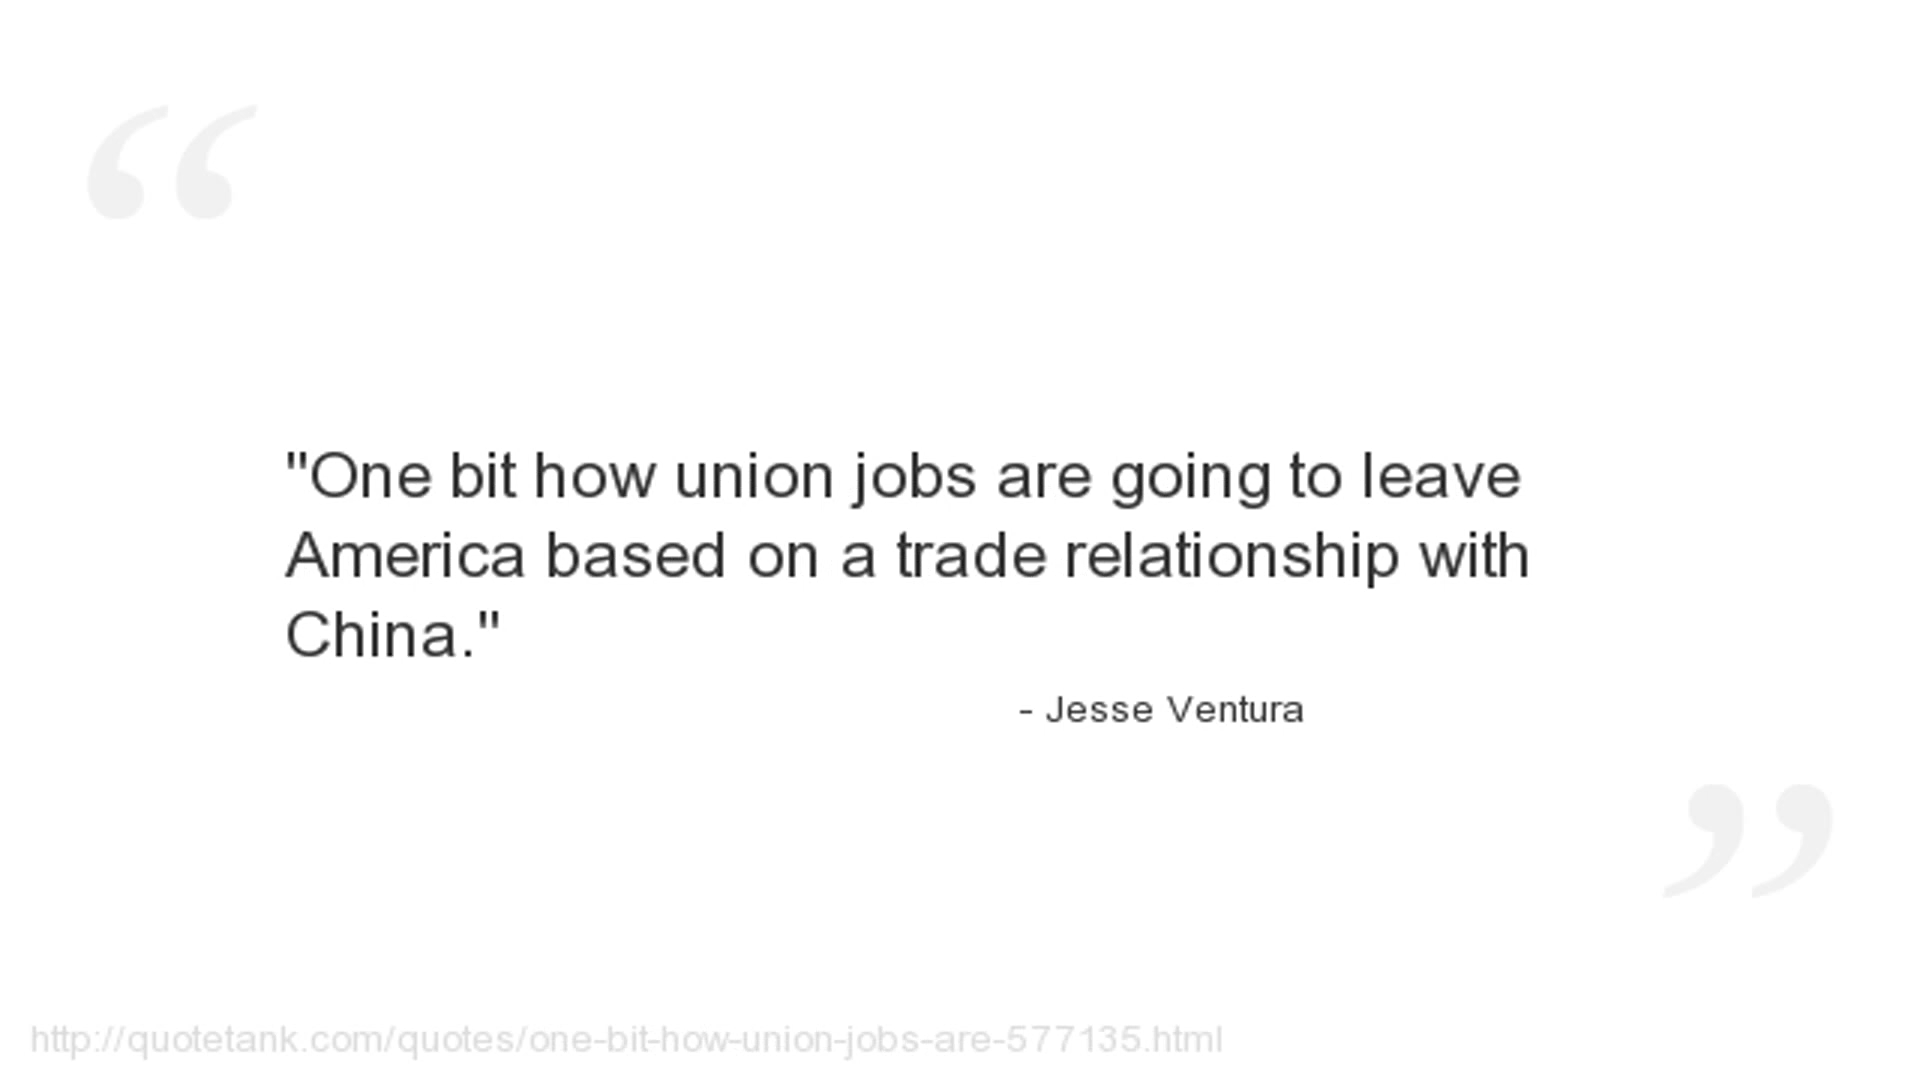 "One bit how union jobs are going to leave
America based on a trade relationship with
China."
- Jesse Ventura
http://quotetank.com/quotes/one-bit-how-union-jobs-are-577135.html